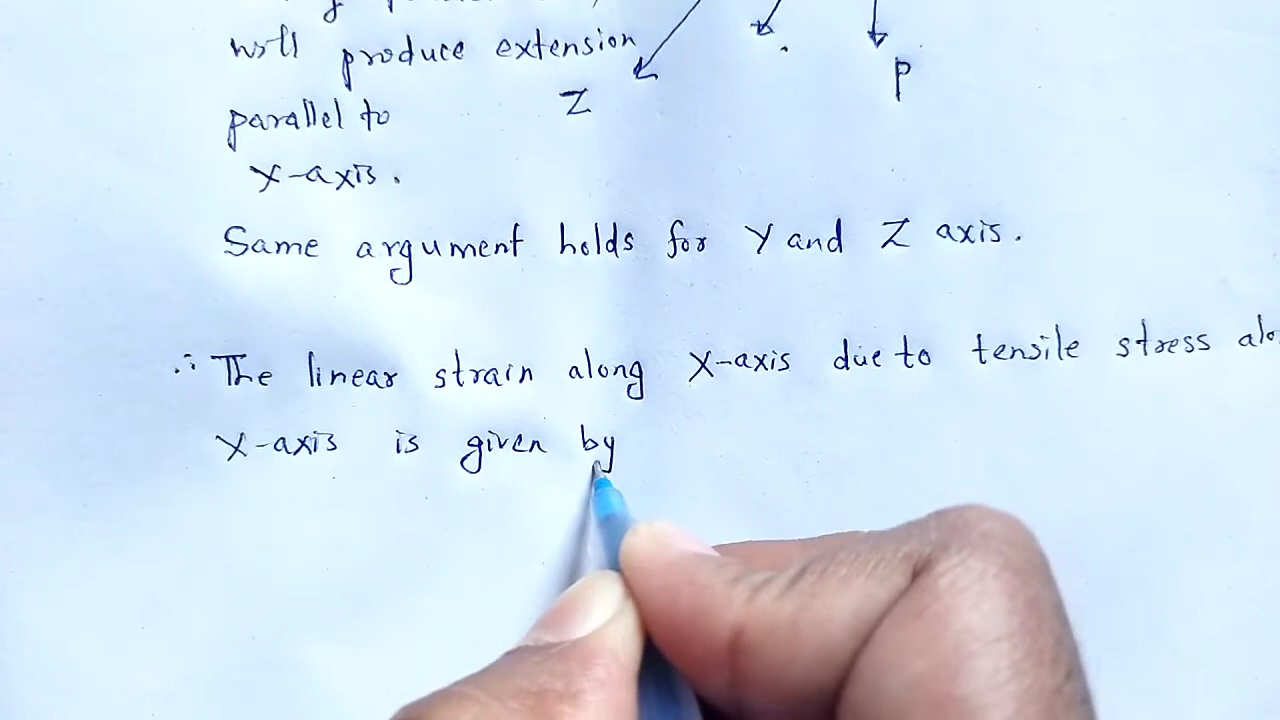 will produce extension
Z
P
parallel to
X-axis.
Same argument holds for Y and Z axis.
∴ The linear strain along X-axis due to tensile stress
X-axis is given by